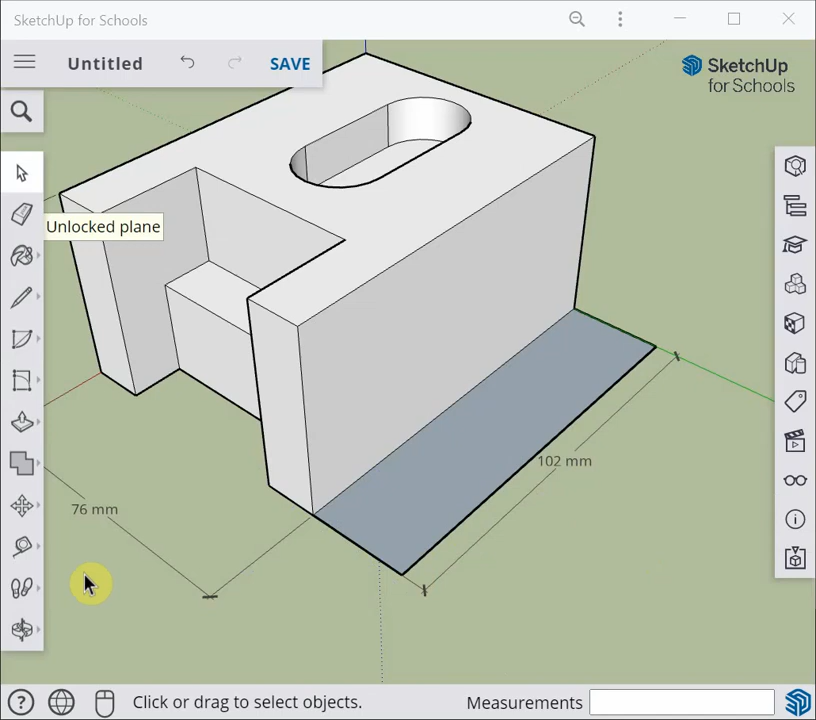 SketchUp for Schools
Untitled
SAVE
SketchUp
for Schools
Unlocked plane
102 mm
76 mm
Click or drag to select objects.
Measurements